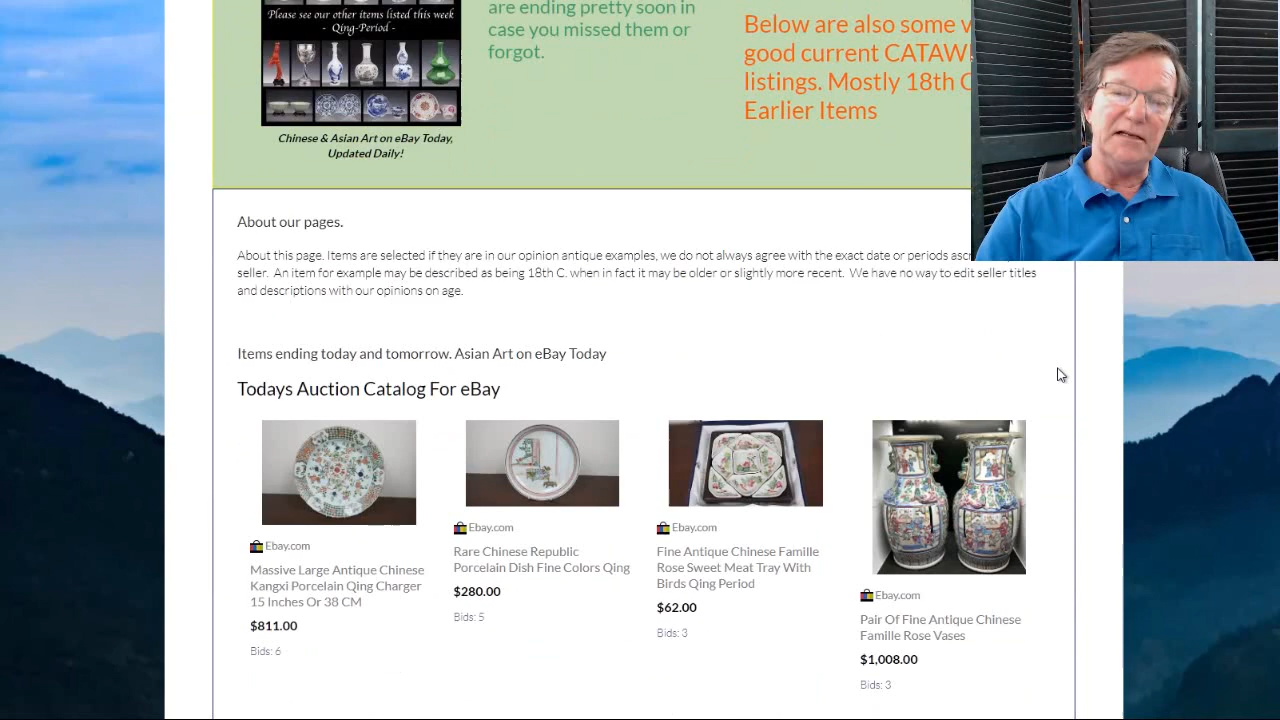 Please see our other items listed this week
- Qing-Period -
Chinese & Asian Art on eBay Today,
Updated Daily!
are ending pretty soon in
case you missed them or
forgot.
Below are also some
good current
listings. Mostly 18th
Earlier Items
About our pages.
About this page. Items are selected if they are in our opinion antique examples, we do not always agree with the exact date or periods
seller. An item for example may be described as being 18th C. when in fact it may be older or slightly more recent. We have no way to edit seller titles
and descriptions with our opinions on age.
Items ending today and tomorrow. Asian Art on eBay Today
Todays Auction Catalog For eBay
Ebay.com
Massive Large Antique Chinese
Kangxi Porcelain Qing Charger
15 Inches Or 38 CM
$811.00
Bids: 6
Ebay.com
Rare Chinese Republic
Porcelain Dish Fine Colors Qing
$280.00
Bids: 5
Ebay.com
Fine Antique Chinese Famille
Rose Sweet Meat Tray With
Birds Qing Period
$62.00
Bids: 3
Ebay.com
Pair Of Fine Antique Chinese
Famille Rose Vases
$1,008.00
Bids: 3